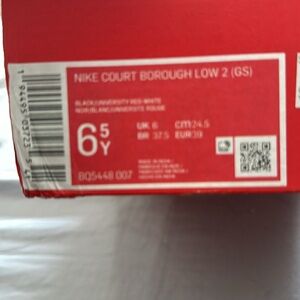 NIKE COURT BOROUGH LOW 2 (GS)
BLACK/UNIVERSITY RED-WHITE
NOIR/BLANC/UNIVERSITE ROUGE
6 5 Y
UK 6 CM 24.5
BR 37.5 EUR 39
BQ5448 007